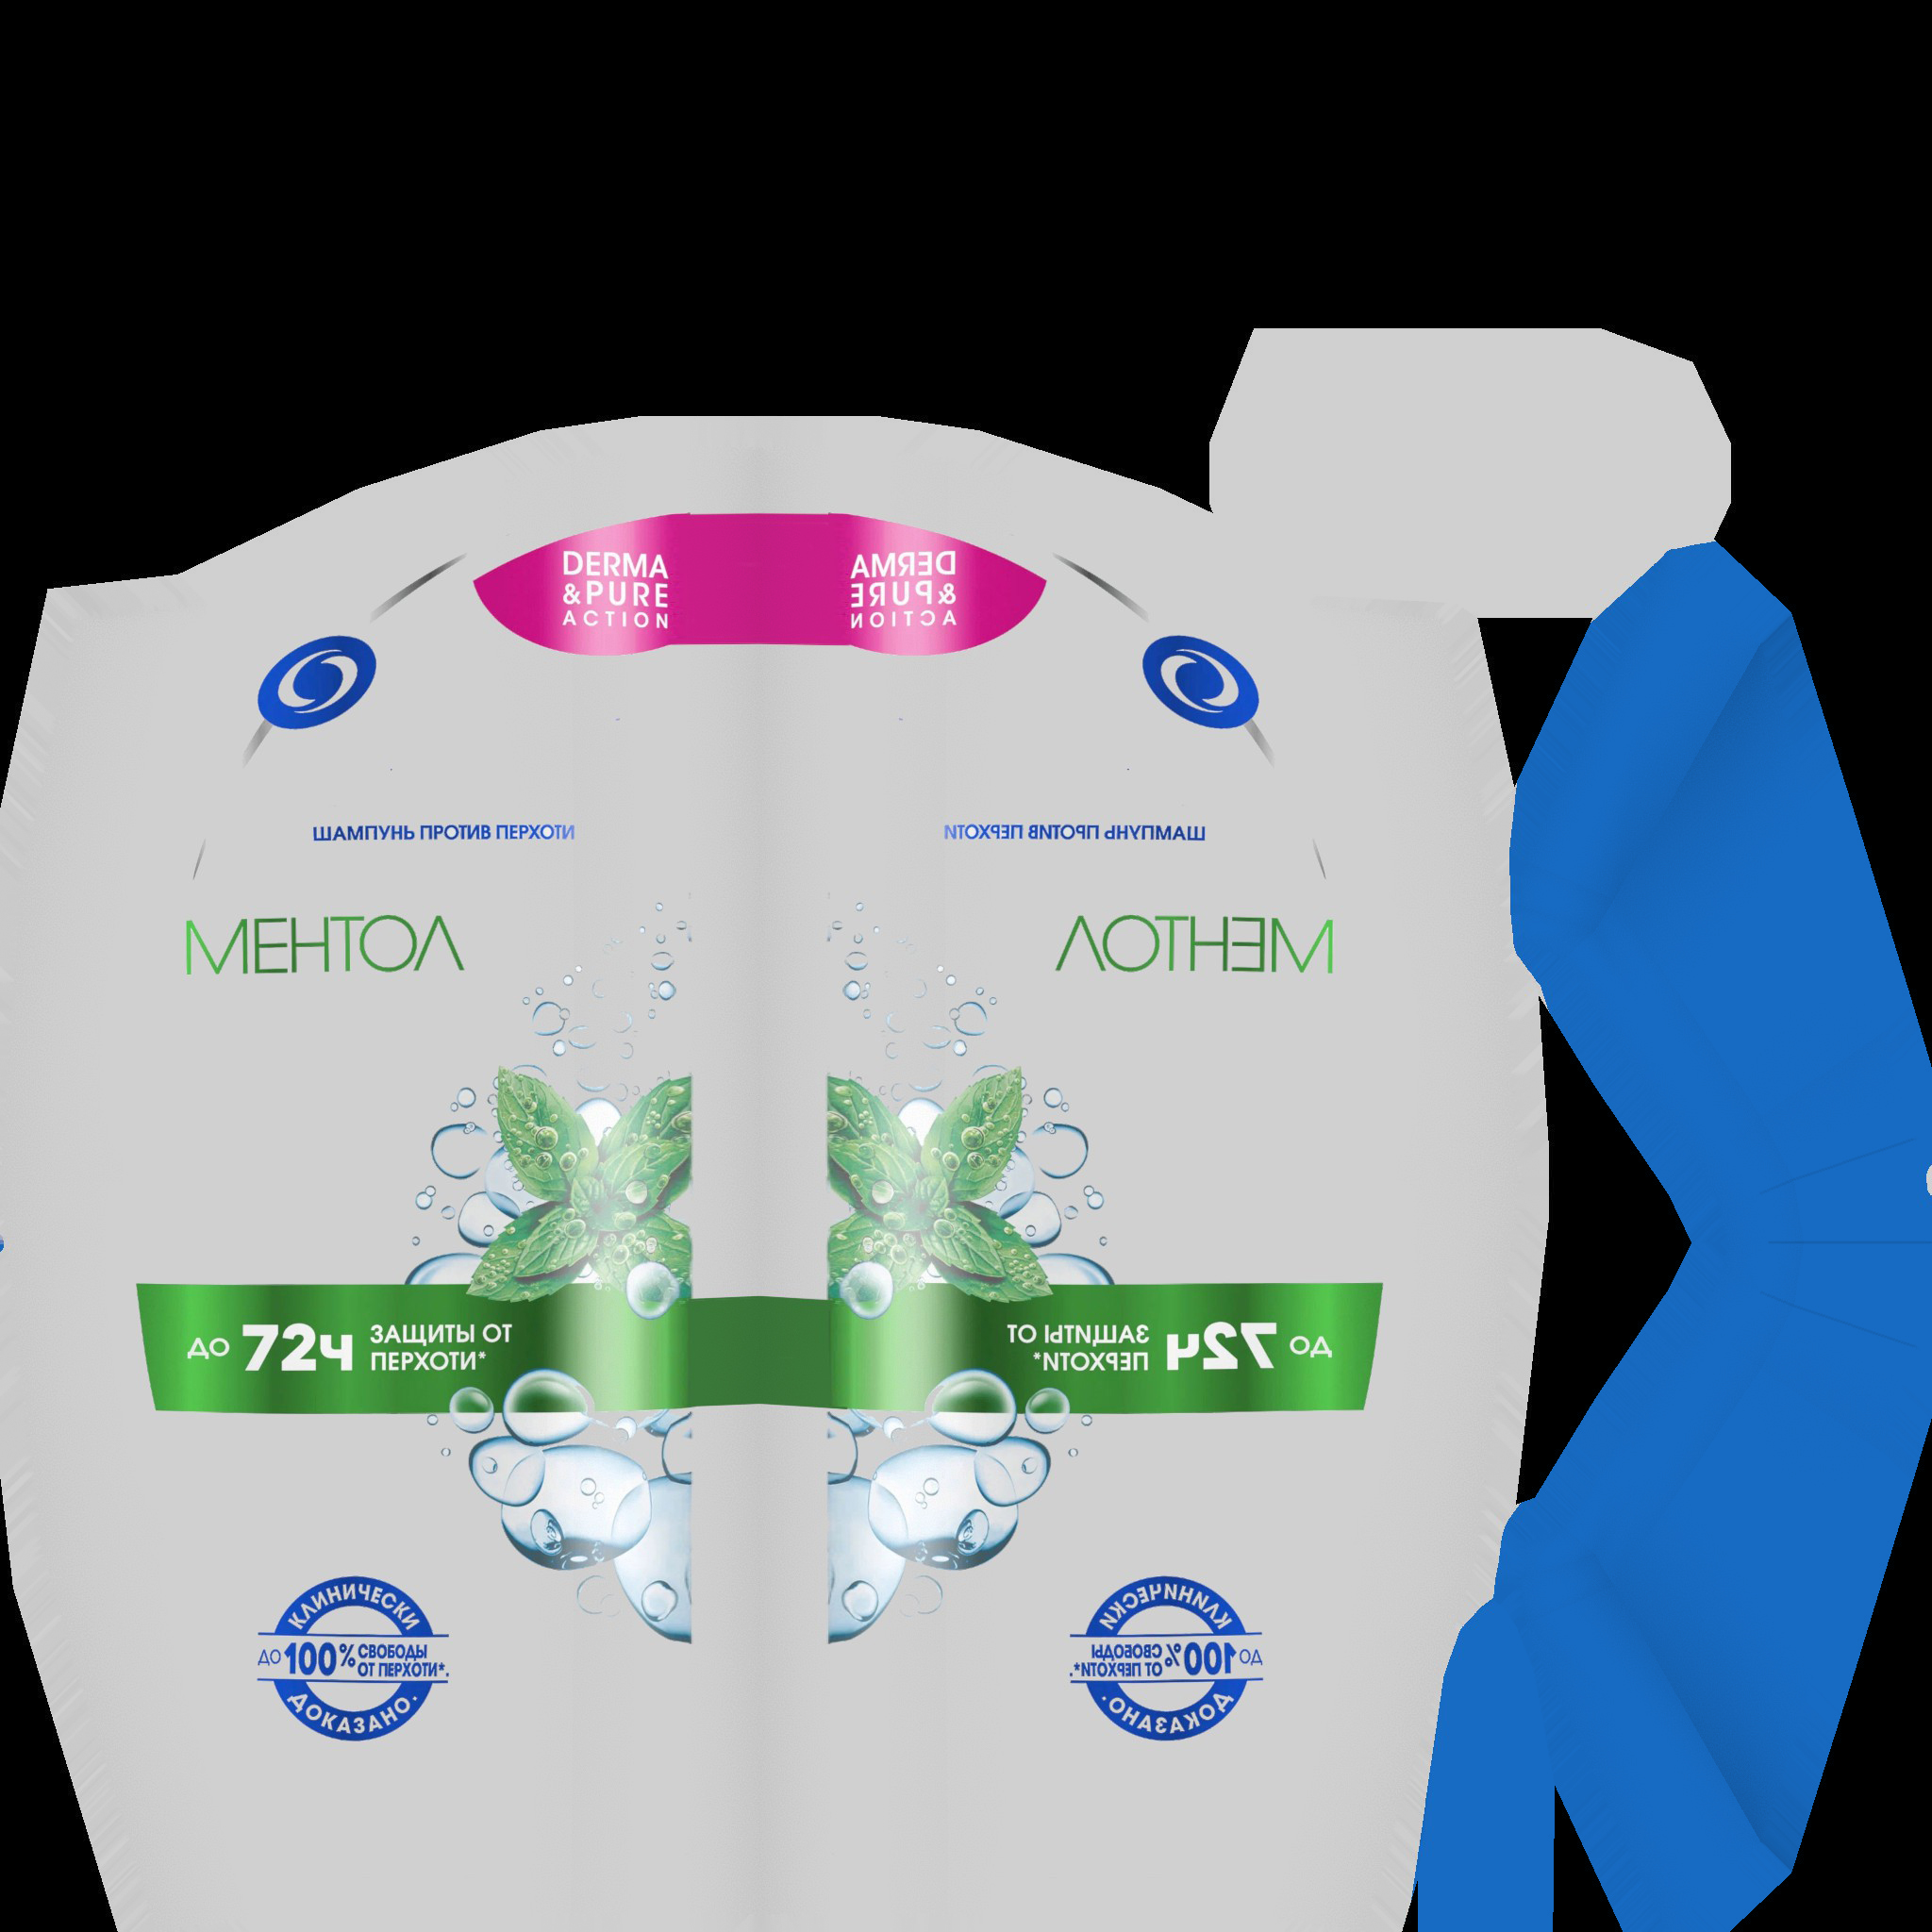 DERMA
&PURE
ACTION
DERMA
&PURE
ACTION
ШАМПУНЬ ПРОТИВ ПЕРХОТИ
ШАМПУНЬ ПРОТИВ ПЕРХОТИ
МЕНТОЛ
МЕНТОЛ
ДО 72Ч ЗАЩИТЫ ОТ
ПЕРХОТИ*
ДО 72Ч ЗАЩИТЫ ОТ
ПЕРХОТИ*
КЛИНИЧЕСКИ
ДО 100% СВОБОДЫ
ОТ ПЕРХОТИ*.
ДОКАЗАНО.
КЛИНИЧЕСКИ
ДО 100% СВОБОДЫ
ОТ ПЕРХОТИ*.
ДОКАЗАНО.